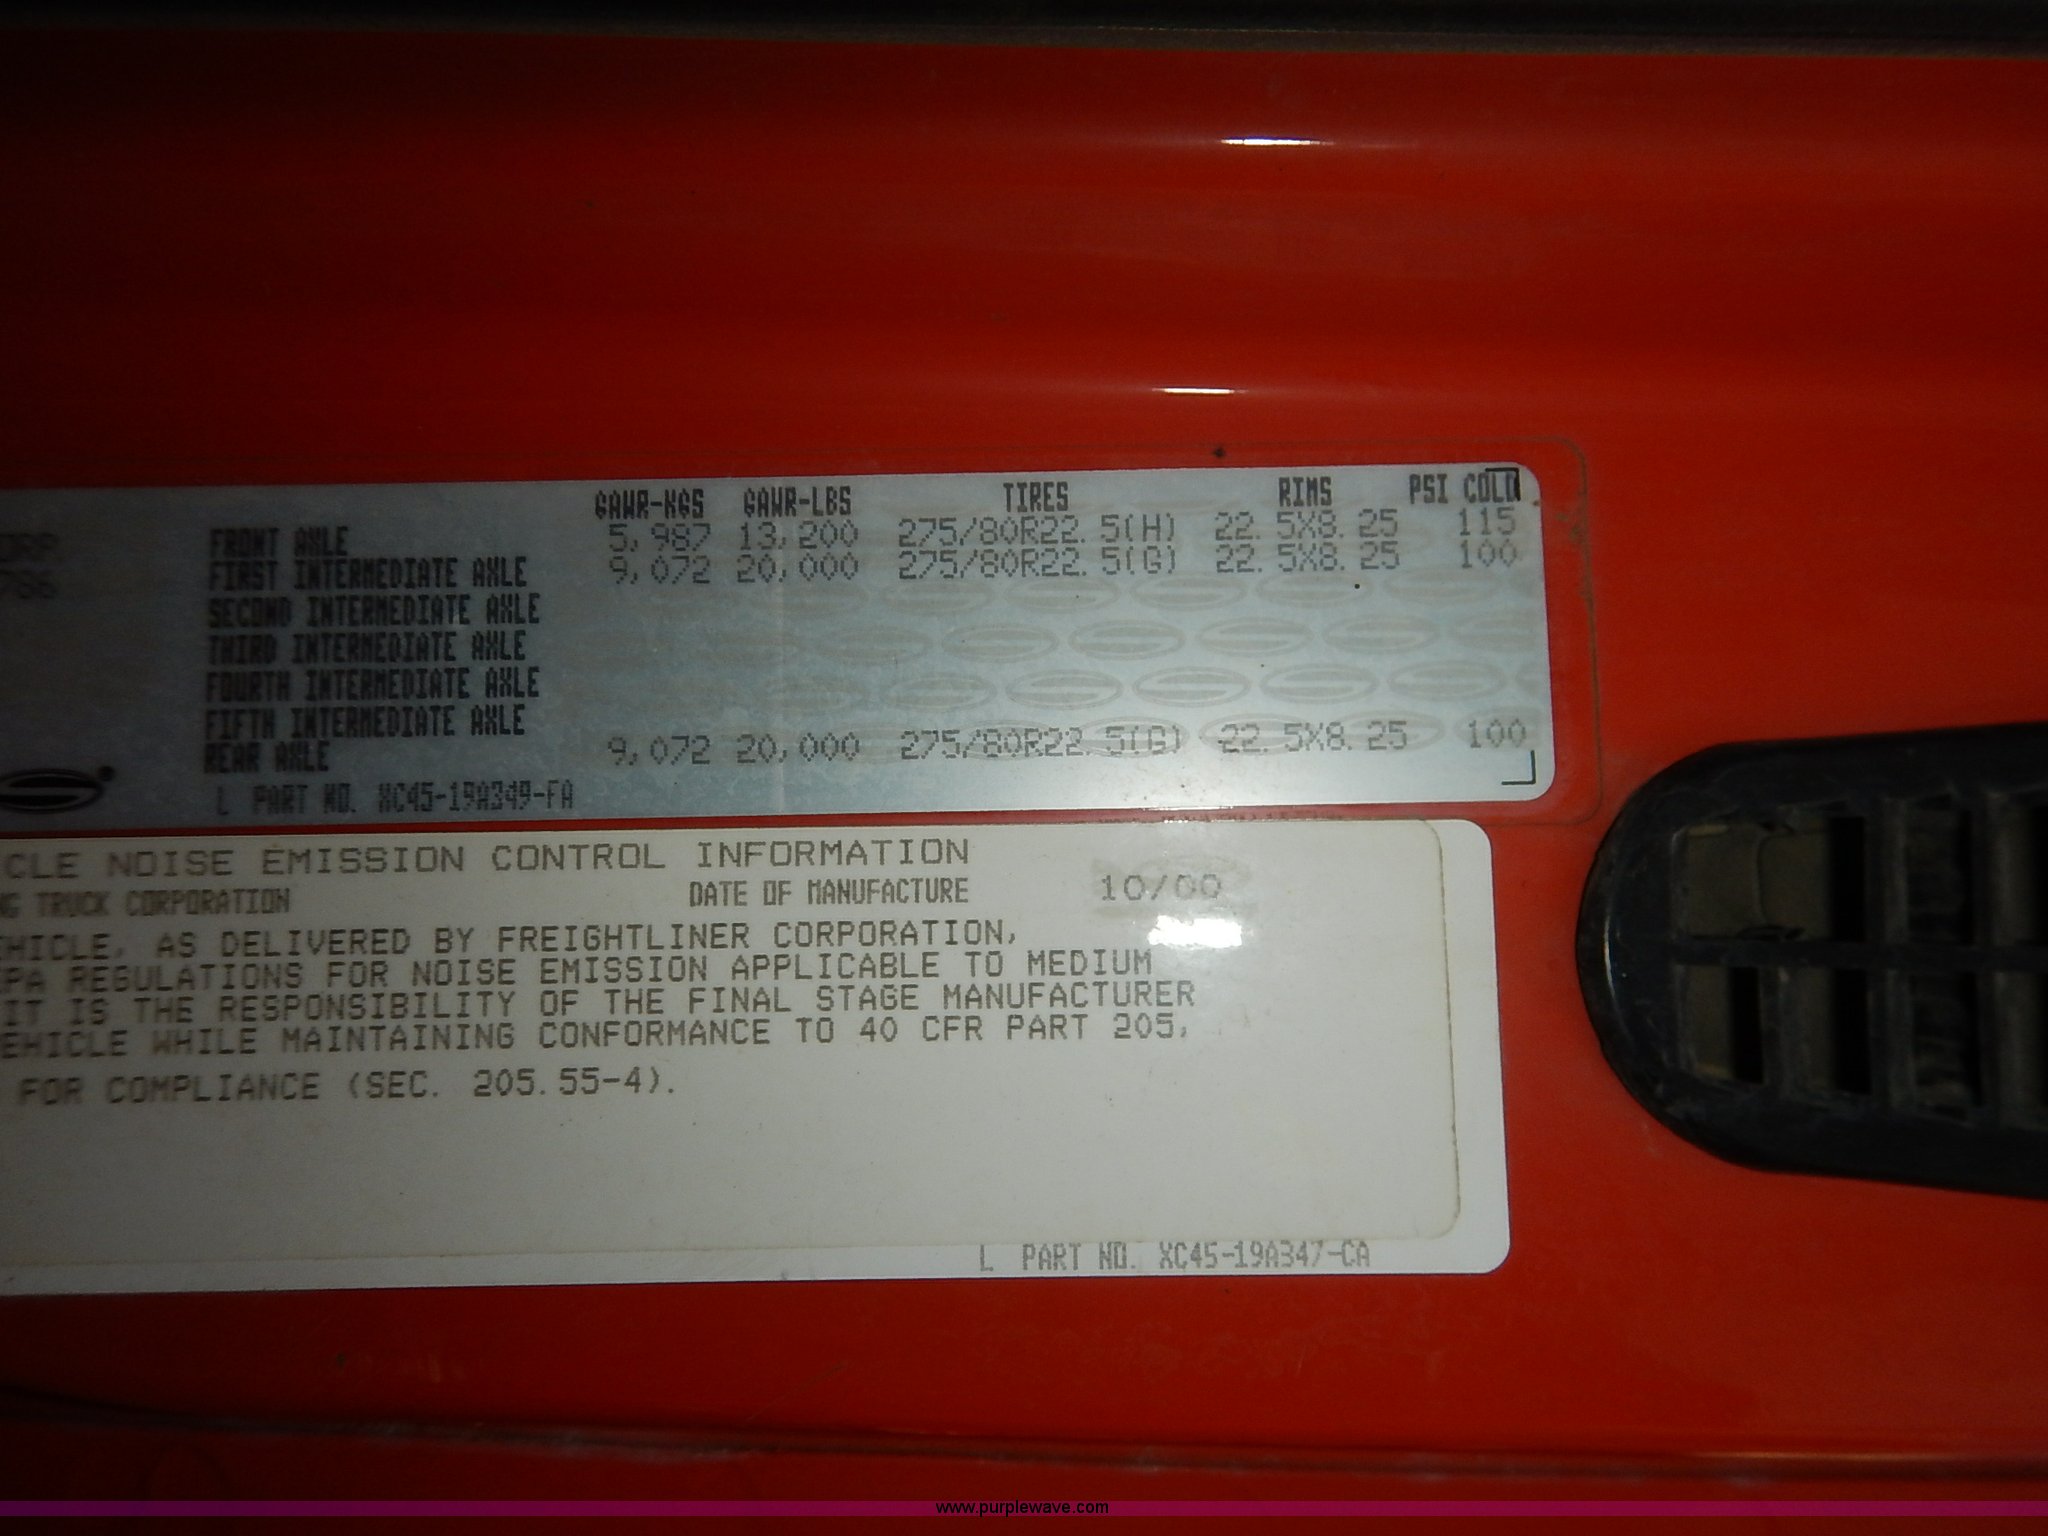 GAWR-KGS GAWR-LBS TIRES RIMS PSI COLD
FRONT AXLE 5,987 13,200 275/80R22.5(H) 22.5X8.25 115
FIRST INTERMEDIATE AXLE 9,072 20,000 275/80R22.5(G) 22.5X8.25 100
SECOND INTERMEDIATE AXLE
THIRD INTERMEDIATE AXLE
FOURTH INTERMEDIATE AXLE
FIFTH INTERMEDIATE AXLE
REAR AXLE 9,072 20,000 275/80R22.5(G) 22.5X8.25 100
L PART NO. XC45-19A349-FA
ORP
786
CLE NOISE EMISSION CONTROL INFORMATION
NG TRUCK CORPORATION DATE OF MANUFACTURE 10/00
EHICLE, AS DELIVERED BY FREIGHTLINER CORPORATION,
EPA REGULATIONS FOR NOISE EMISSION APPLICABLE TO MEDIUM
IT IS THE RESPONSIBILITY OF THE FINAL STAGE MANUFACTURER
EHICLE WHILE MAINTAINING CONFORMANCE TO 40 CFR PART 205,
FOR COMPLIANCE (SEC. 205.55-4).
L PART NO. XC45-19A347-CA
www.purplewave.com